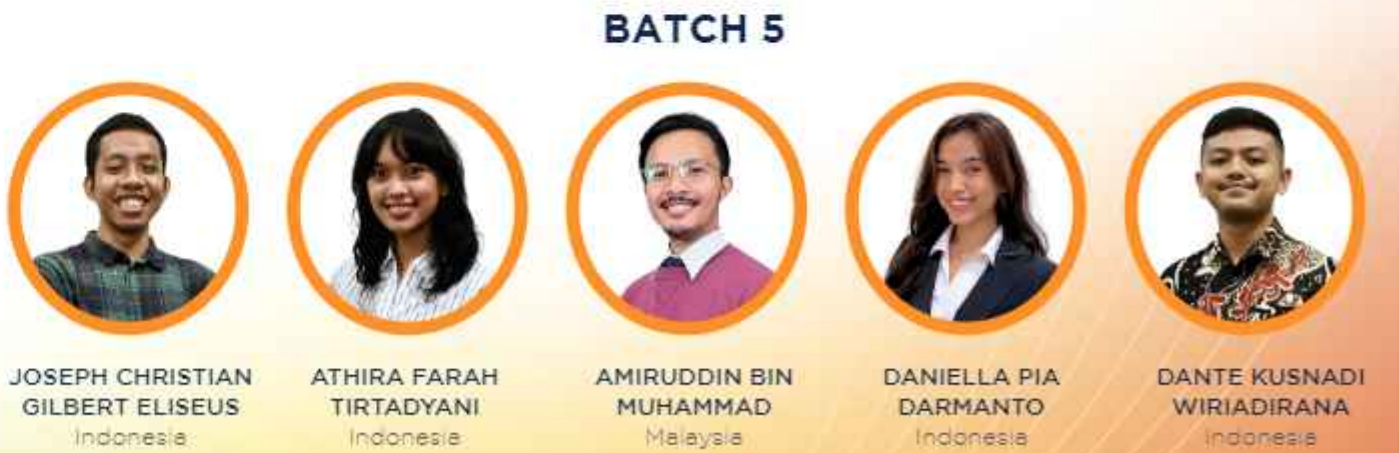 BATCH 5
JOSEPH CHRISTIAN
GILBERT ELISEUS
Indonesia
ATHIRA FARAH
TIRTADYANI
Indonesia
AMIRUDDIN BIN
MUHAMMAD
Malaysia
DANIELLA PIA
DARMANTO
Indonesia
DANTE KUSNADI
WIRIADIRANA
Indonesia